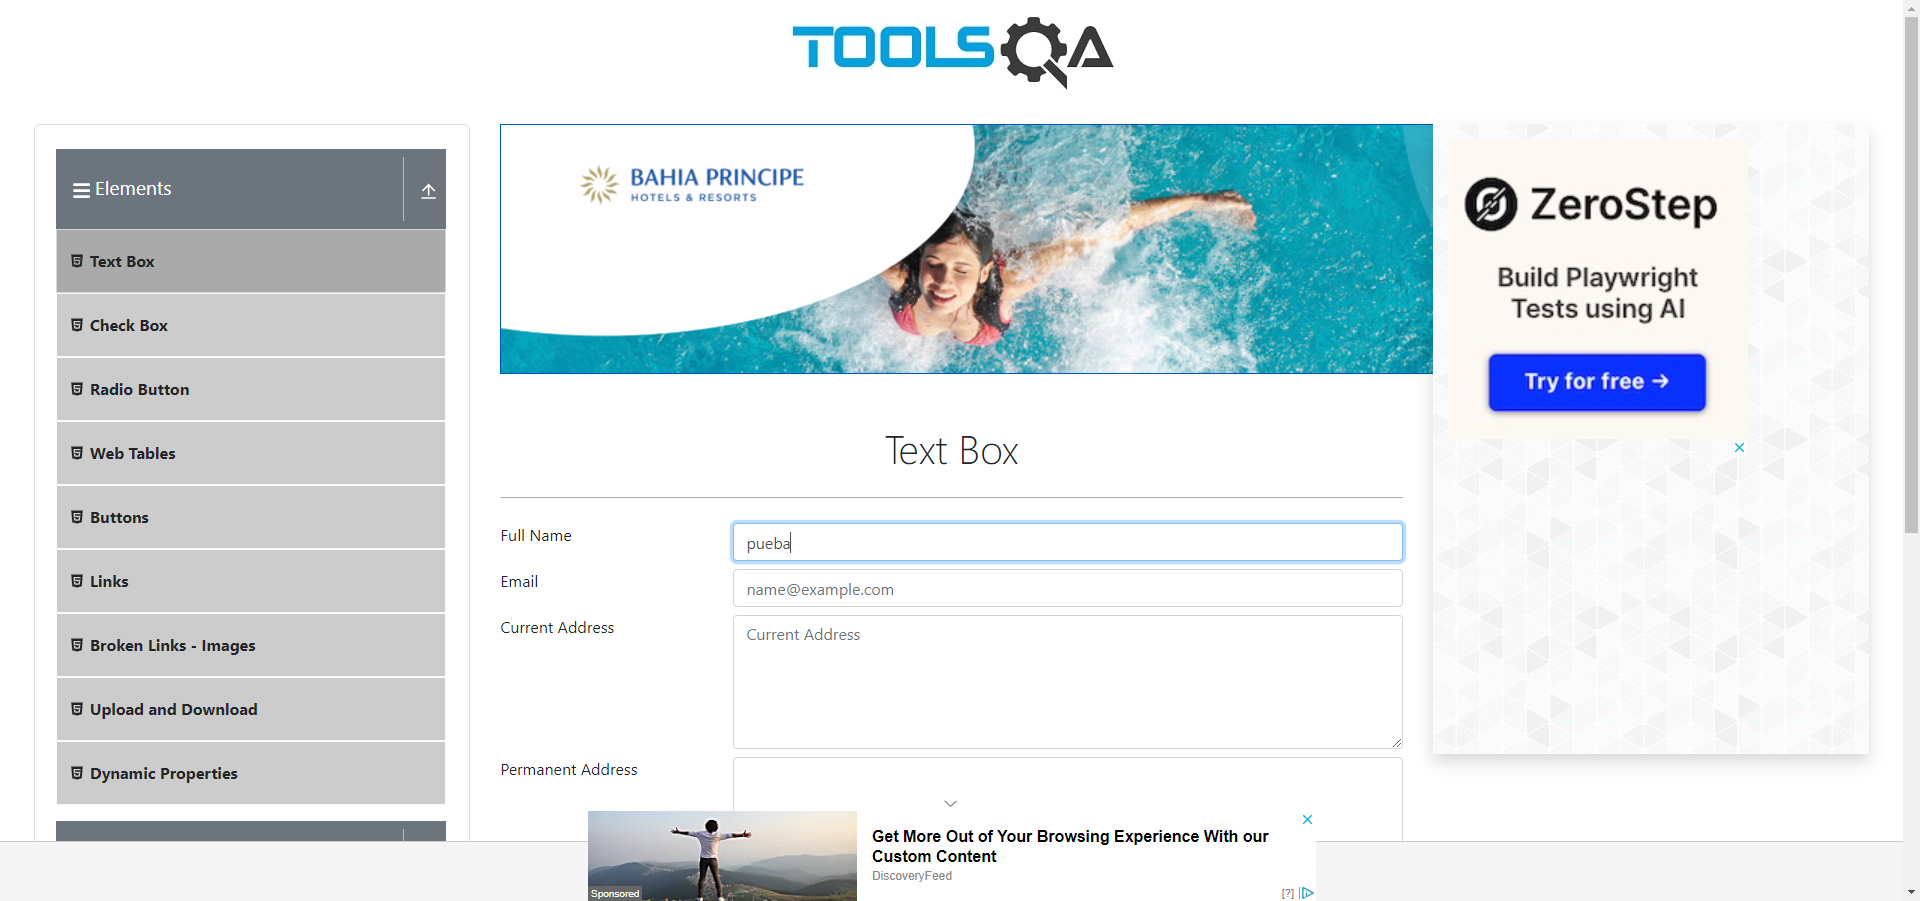 TOOLSQA
Elements
Text Box
Check Box
Radio Button
Web Tables
Buttons
Links
Broken Links - Images
Upload and Download
Dynamic Properties
BAHIA PRINCIPE
HOTELS & RESORTS
Text Box
Full Name
pueba
Email
name@example.com
Current Address
Current Address
Permanent Address
ZeroStep
Build Playwright
Tests using AI
Try for free →
Sponsored
Get More Out of Your Browsing Experience With our
Custom Content
DiscoveryFeed
[?]